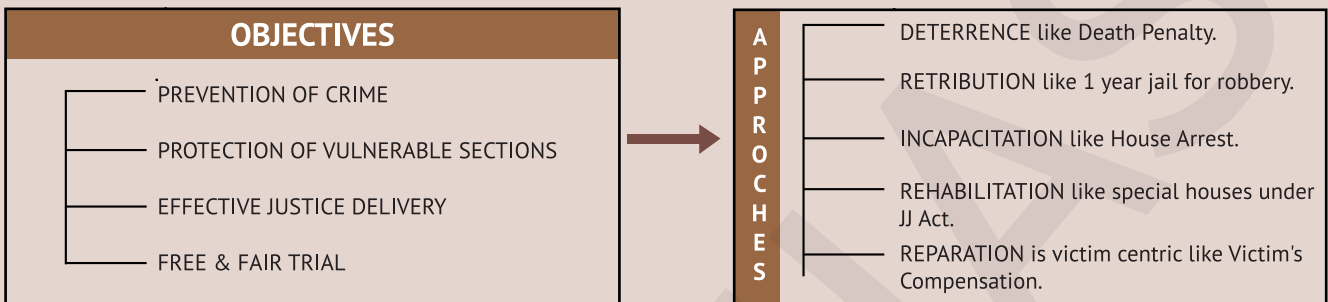 OBJECTIVES
PREVENTION OF CRIME
PROTECTION OF VULNERABLE SECTIONS
EFFECTIVE JUSTICE DELIVERY
FREE & FAIR TRIAL
APPROCHES
DETERRENCE like Death Penalty.
RETRIBUTION like 1 year jail for robbery.
INCAPACITATION like House Arrest.
REHABILITATION like special houses under
JJ Act.
REPARATION is victim centric like Victim's
Compensation.